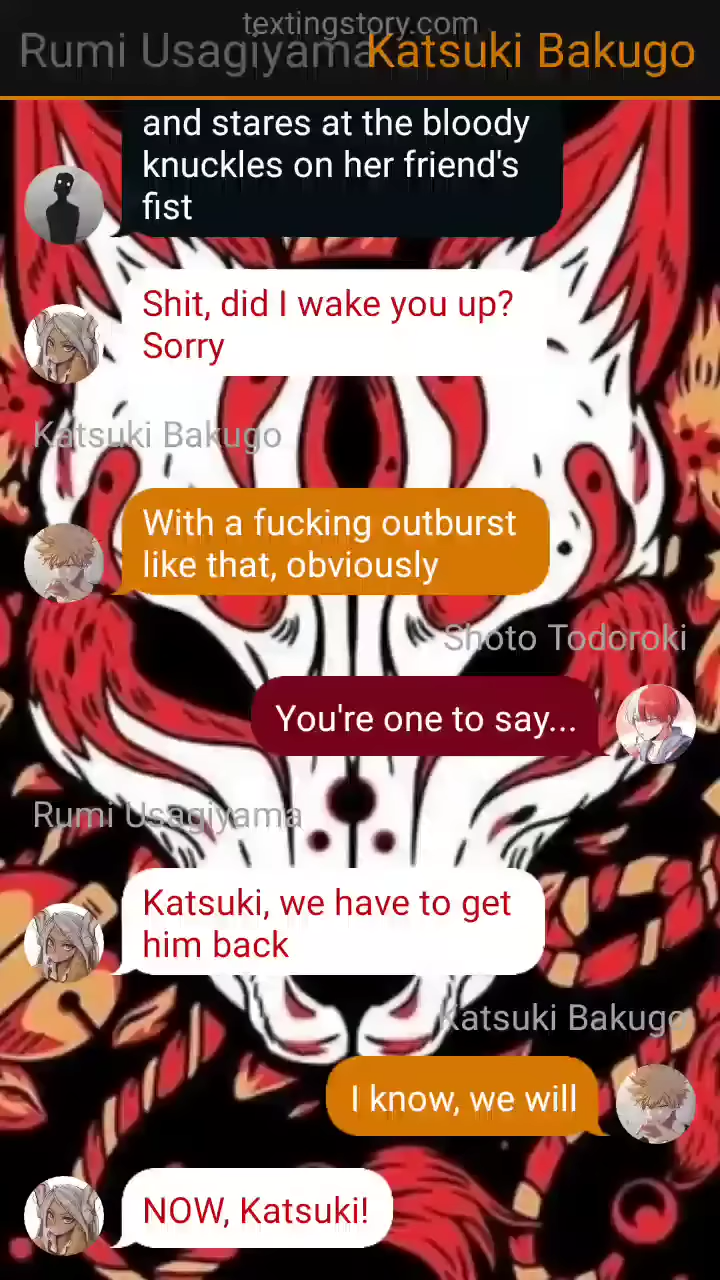 textingstory.com
Rumi Usagiyama Katsuki Bakugo
and stares at the bloody
knuckles on her friend's
fist
Shit, did I wake you up?
Sorry
Katsuki Bakugo
With a fucking outburst
like that, obviously
Shoto Todoroki
You're one to say...
Rumi Usagiyama
Katsuki, we have to get
him back
Katsuki Bakugo
I know, we will
NOW, Katsuki!